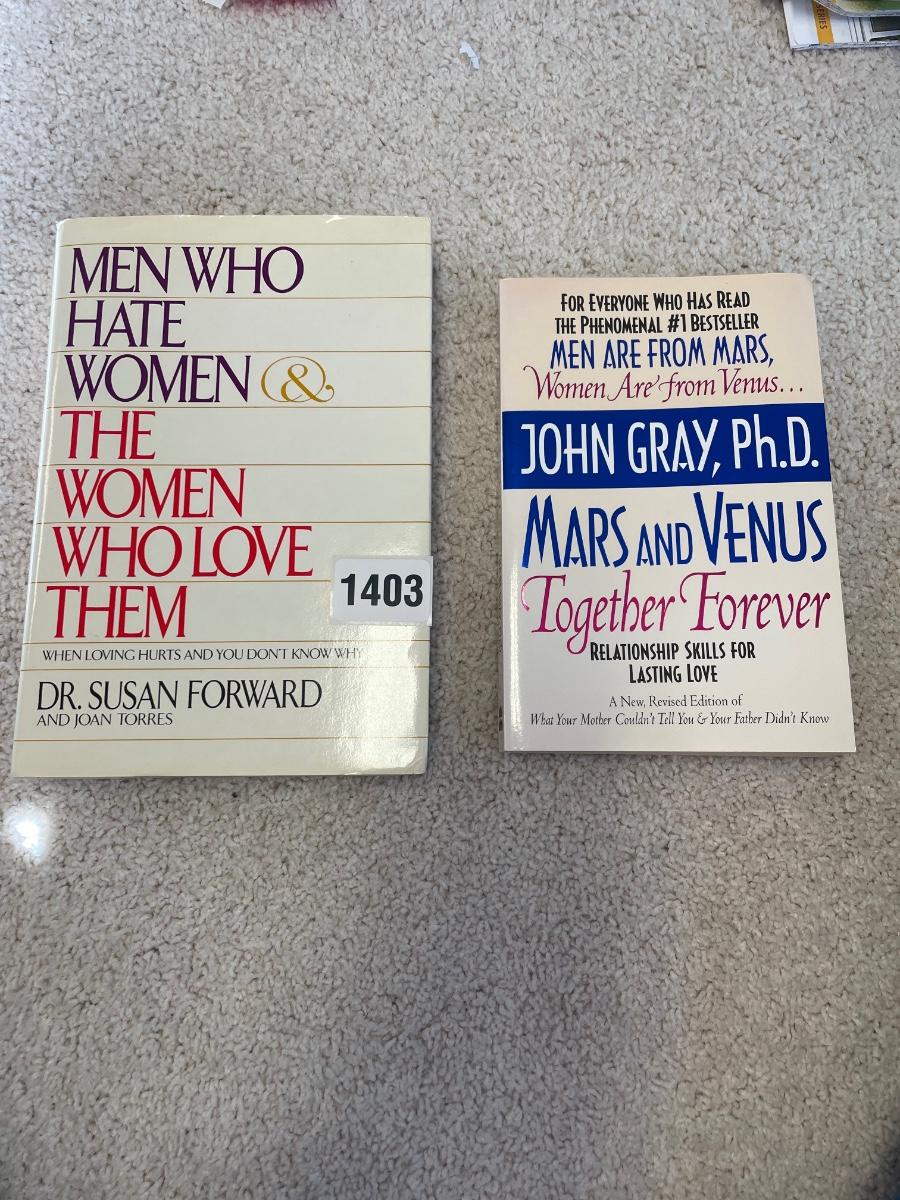 MEN WHO
HATE
WOMEN &
THE
WOMEN
WHO LOVE
THEM
1403
WHEN LOVING HURTS AND YOU DON'T KNOW WHY
DR. SUSAN FORWARD
AND JOAN TORRES
FOR EVERYONE WHO HAS READ
THE PHENOMENAL #1 BESTSELLER
MEN ARE FROM MARS,
Women Are from Venus...
JOHN GRAY, Ph.D.
MARS AND VENUS
Together Forever
RELATIONSHIP SKILLS FOR
LASTING LOVE
A New, Revised Edition of
What Your Mother Couldn't Tell You & Your Father Didn't Know